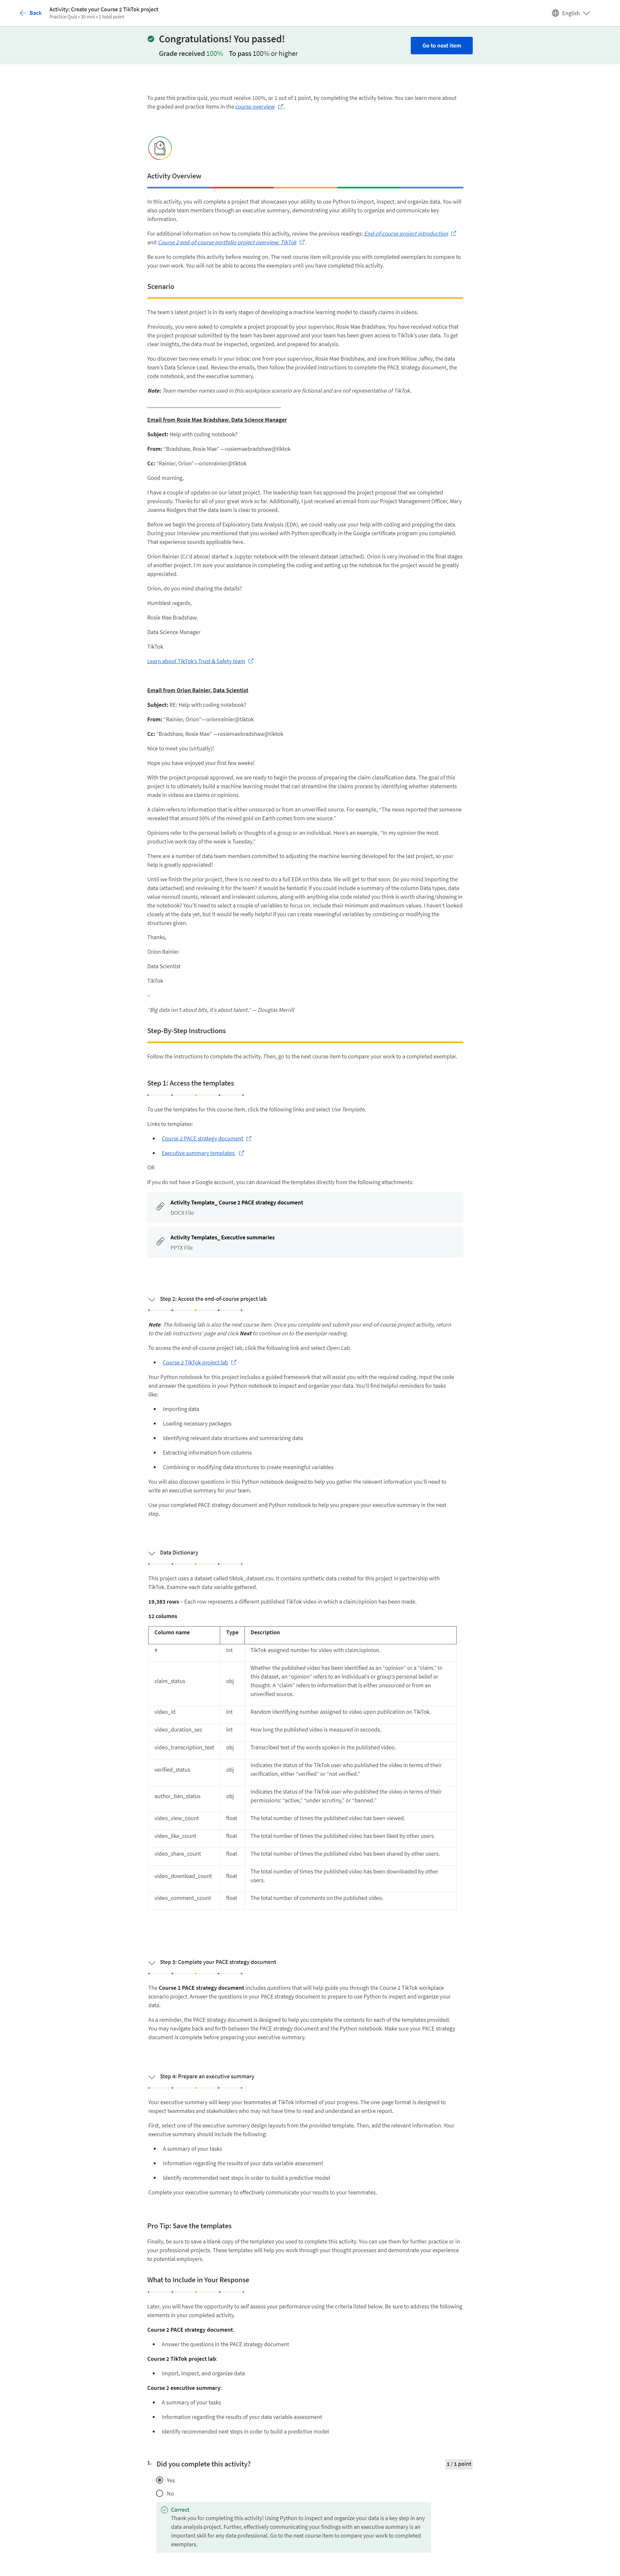 Back
Activity: Create your Course 2 TikTok project
Practice Quiz • 30 min • 1 total point
English
Congratulations! You passed!
Grade received 100% To pass 100% or higher
Go to next item
To pass this practice quiz, you must receive 100%, or 1 out of 1 point, by completing the activity below. You can learn more about
the graded and practice items in the course overview.
Activity Overview
In this activity, you will complete a project that showcases your ability to use Python to import, inspect, and organize data. You will
also update team members through an executive summary, demonstrating your ability to organize and communicate key
information.
For additional information on how to complete this activity, review the previous readings: End-of-course project introduction
and Course 2 end-of-course portfolio project overview: TikTok.
Be sure to complete this activity before moving on. The next course item will provide you with completed exemplars to compare to
your own work. You will not be able to access the exemplars until you have completed this activity.
Scenario
The team's latest project is in its early stages of developing a machine learning model to classify claims in videos.
Previously, you were asked to complete a project proposal by your supervisor, Rosie Mae Bradshaw. You have received notice that
the project proposal submitted by the team has been approved and your team has been given access to TikTok's user data. To get
clear insights, the data must be inspected, organized, and prepared for analysis.
You discover two new emails in your inbox: one from your supervisor, Rosie Mae Bradshaw, and one from Willow Jaffey, the data
team's Data Science Lead. Review the emails, then follow the provided instructions to complete the PACE strategy document, the
code notebook, and the executive summary.
Note: Team member names used in this workplace scenario are fictional and are not representative of TikTok.
Email from Rosie Mae Bradshaw, Data Science Manager
Subject: Help with coding notebook?
From: "Bradshaw, Rosie Mae" —rosiemaebradshaw@tiktok
Cc: "Rainier, Orion"—orionrainier@tiktok
Good morning,
I have a couple of updates on our latest project. The leadership team has approved the project proposal that we completed
previously. Thanks for all of your great work so far. Additionally, I just received an email from our Project Management Officer, Mary
Joanna Rodgers that the data team is clear to proceed.
Before we begin the process of Exploratory Data Analysis (EDA), we could really use your help with coding and prepping the data.
During your interview you mentioned that you worked with Python specifically in the Google certificate program you completed.
That experience sounds applicable here.
Orion Rainier (Cc'd above) started a Jupyter notebook with the relevant dataset (attached). Orion is very involved in the final stages
of another project. I'm sure your assistance in completing the coding and setting up the notebook for the project would be greatly
appreciated.
Orion, do you mind sharing the details?
Humblest regards,
Rosie Mae Bradshaw,
Data Science Manager
TikTok
Learn about TikTok's Trust & Safety team
Email from Orion Rainier, Data Scientist
Subject: RE: Help with coding notebook?
From: "Rainier, Orion"—orionrainier@tiktok
Cc: "Bradshaw, Rosie Mae" —rosiemaebradshaw@tiktok
Nice to meet you (virtually)!
Hope you have enjoyed your first few weeks!
With the project proposal approved, we are ready to begin the process of preparing the claim classification data. The goal of this
project is to ultimately build a machine learning model that can streamline the claims process by identifying whether statements
made in videos are claims or opinions.
A claim refers to information that is either unsourced or from an unverified source. For example, "The news reported that someone
revealed that around 50% of the mined gold on Earth comes from one source."
Opinions refer to the personal beliefs or thoughts of a group or an individual. Here's an example, "In my opinion the most
productive work day of the week is Tuesday."
There are a number of data team members committed to adjusting the machine learning developed for the last project, so your
help is greatly appreciated!
Until we finish the prior project, there is no need to do a full EDA on this data. We will get to that soon. Do you mind importing the
data (attached) and reviewing it for the team? It would be fantastic if you could include a summary of the column Data types, data
value nonnull counts, relevant and irrelevant columns, along with anything else code related you think is worth sharing/showing in
the notebook? You'll need to select a couple of variables to focus on. Include their minimum and maximum values. I haven't looked
closely at the data yet, but it would be really helpful if you can create meaningful variables by combining or modifying the
structures given.
Thanks,
Orion Rainier
Data Scientist
TikTok
~
"Big data isn't about bits, it's about talent." — Douglas Merrill
Step-By-Step Instructions
Follow the instructions to complete the activity. Then, go to the next course item to compare your work to a completed exemplar.
Step 1: Access the templates
To use the templates for this course item, click the following links and select Use Template.
Links to templates:
Course 2 PACE strategy document
Executive summary templates
OR
If you do not have a Google account, you can download the templates directly from the following attachments:
Activity Template_ Course 2 PACE strategy document
DOCX File
Activity Templates_ Executive summaries
PPTX File
Step 2: Access the end-of-course project lab
Note: The following lab is also the next course item. Once you complete and submit your end-of-course project activity, return
to the lab instructions' page and click Next to continue on to the exemplar reading.
To access the end-of-course project lab, click the following link and select Open Lab.
Course 2 TikTok project lab
Your Python notebook for this project includes a guided framework that will assist you with the required coding. Input the code
and answer the questions in your Python notebook to inspect and organize your data. You'll find helpful reminders for tasks
like:
Importing data
Loading necessary packages
Identifying relevant data structures and summarizing data
Extracting information from columns
Combining or modifying data structures to create meaningful variables
You will also discover questions in this Python notebook designed to help you gather the relevant information you'll need to
write an executive summary for your team.
Use your completed PACE strategy document and Python notebook to help you prepare your executive summary in the next
step.
Data Dictionary
This project uses a dataset called tiktok_dataset.csv. It contains synthetic data created for this project in partnership with
TikTok. Examine each data variable gathered.
19,383 rows – Each row represents a different published TikTok video in which a claim/opinion has been made.
12 columns
Column name Type Description
# int TikTok assigned number for video with claim/opinion.
claim_status obj Whether the published video has been identified as an "opinion" or a "claim." In
this dataset, an "opinion" refers to an individual's or group's personal belief or
thought. A "claim" refers to information that is either unsourced or from an
unverified source.
video_id int Random identifying number assigned to video upon publication on TikTok.
video_duration_sec int How long the published video is measured in seconds.
video_transcription_text obj Transcribed text of the words spoken in the published video.
verified_status obj Indicates the status of the TikTok user who published the video in terms of their
verification, either "verified" or "not verified."
author_ban_status obj Indicates the status of the TikTok user who published the video in terms of their
permissions: "active," "under scrutiny," or "banned."
video_view_count float The total number of times the published video has been viewed.
video_like_count float The total number of times the published video has been liked by other users.
video_share_count float The total number of times the published video has been shared by other users.
video_download_count float The total number of times the published video has been downloaded by other
users.
video_comment_count float The total number of comments on the published video.
Step 3: Complete your PACE strategy document
The Course 2 PACE strategy document includes questions that will help guide you through the Course 2 TikTok workplace
scenario project. Answer the questions in your PACE strategy document to prepare to use Python to inspect and organize your
data.
As a reminder, the PACE strategy document is designed to help you complete the contents for each of the templates provided.
You may navigate back and forth between the PACE strategy document and the Python notebook. Make sure your PACE strategy
document is complete before preparing your executive summary.
Step 4: Prepare an executive summary
Your executive summary will keep your teammates at TikTok informed of your progress. The one-page format is designed to
respect teammates and stakeholders who may not have time to read and understand an entire report.
First, select one of the executive summary design layouts from the provided template. Then, add the relevant information. Your
executive summary should include the following:
A summary of your tasks
Information regarding the results of your data variable assessment
Identify recommended next steps in order to build a predictive model
Complete your executive summary to effectively communicate your results to your teammates.
Pro Tip: Save the templates
Finally, be sure to save a blank copy of the templates you used to complete this activity. You can use them for further practice or in
your professional projects. These templates will help you work through your thought processes and demonstrate your experience
to potential employers.
What to Include in Your Response
Later, you will have the opportunity to self assess your performance using the criteria listed below. Be sure to address the following
elements in your completed activity.
Course 2 PACE strategy document:
Answer the questions in the PACE strategy document
Course 2 TikTok project lab:
Import, inspect, and organize data
Course 2 executive summary:
A summary of your tasks
Information regarding the results of your data variable assessment
Identify recommended next steps in order to build a predictive model
1. Did you complete this activity?
1 / 1 point
Yes
No
Correct
Thank you for completing this activity! Using Python to inspect and organize your data is a key step in any
data analysis project. Further, effectively communicating your findings with an executive summary is an
important skill for any data professional. Go to the next course item to compare your work to completed
exemplars.